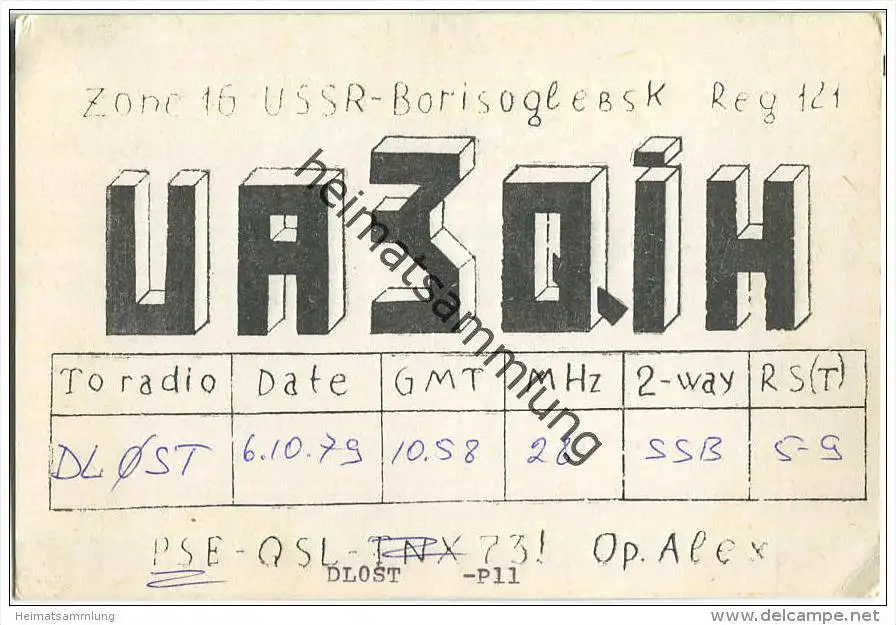 Zone 16 USSR-Borisoglebsk Reg 121
UA3QiH
To radio Date GMT MHz 2-way RS(T)
DLØST 6.10.79 10.58 28 SSB 5-9
PSE-QSL-TNX 73! Op. Alex
DL0ST -P11
heimatsammlung
Heimatsammlung www.delcampe.net